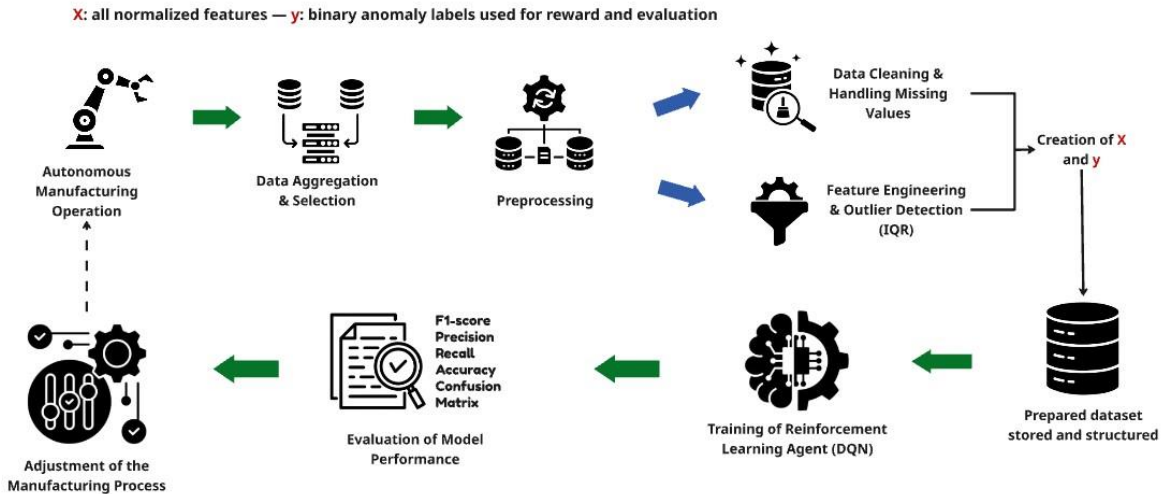 X: all normalized features — y: binary anomaly labels used for reward and evaluation
Autonomous
Manufacturing
Operation
Data Aggregation
& Selection
Preprocessing
Data Cleaning &
Handling Missing
Values
Feature Engineering
& Outlier Detection
(IQR)
Creation of X
and y
Prepared dataset
stored and structured
Training of Reinforcement
Learning Agent (DQN)
F1-score
Precision
Recall
Accuracy
Confusion
Matrix
Evaluation of Model
Performance
Adjustment of the
Manufacturing Process